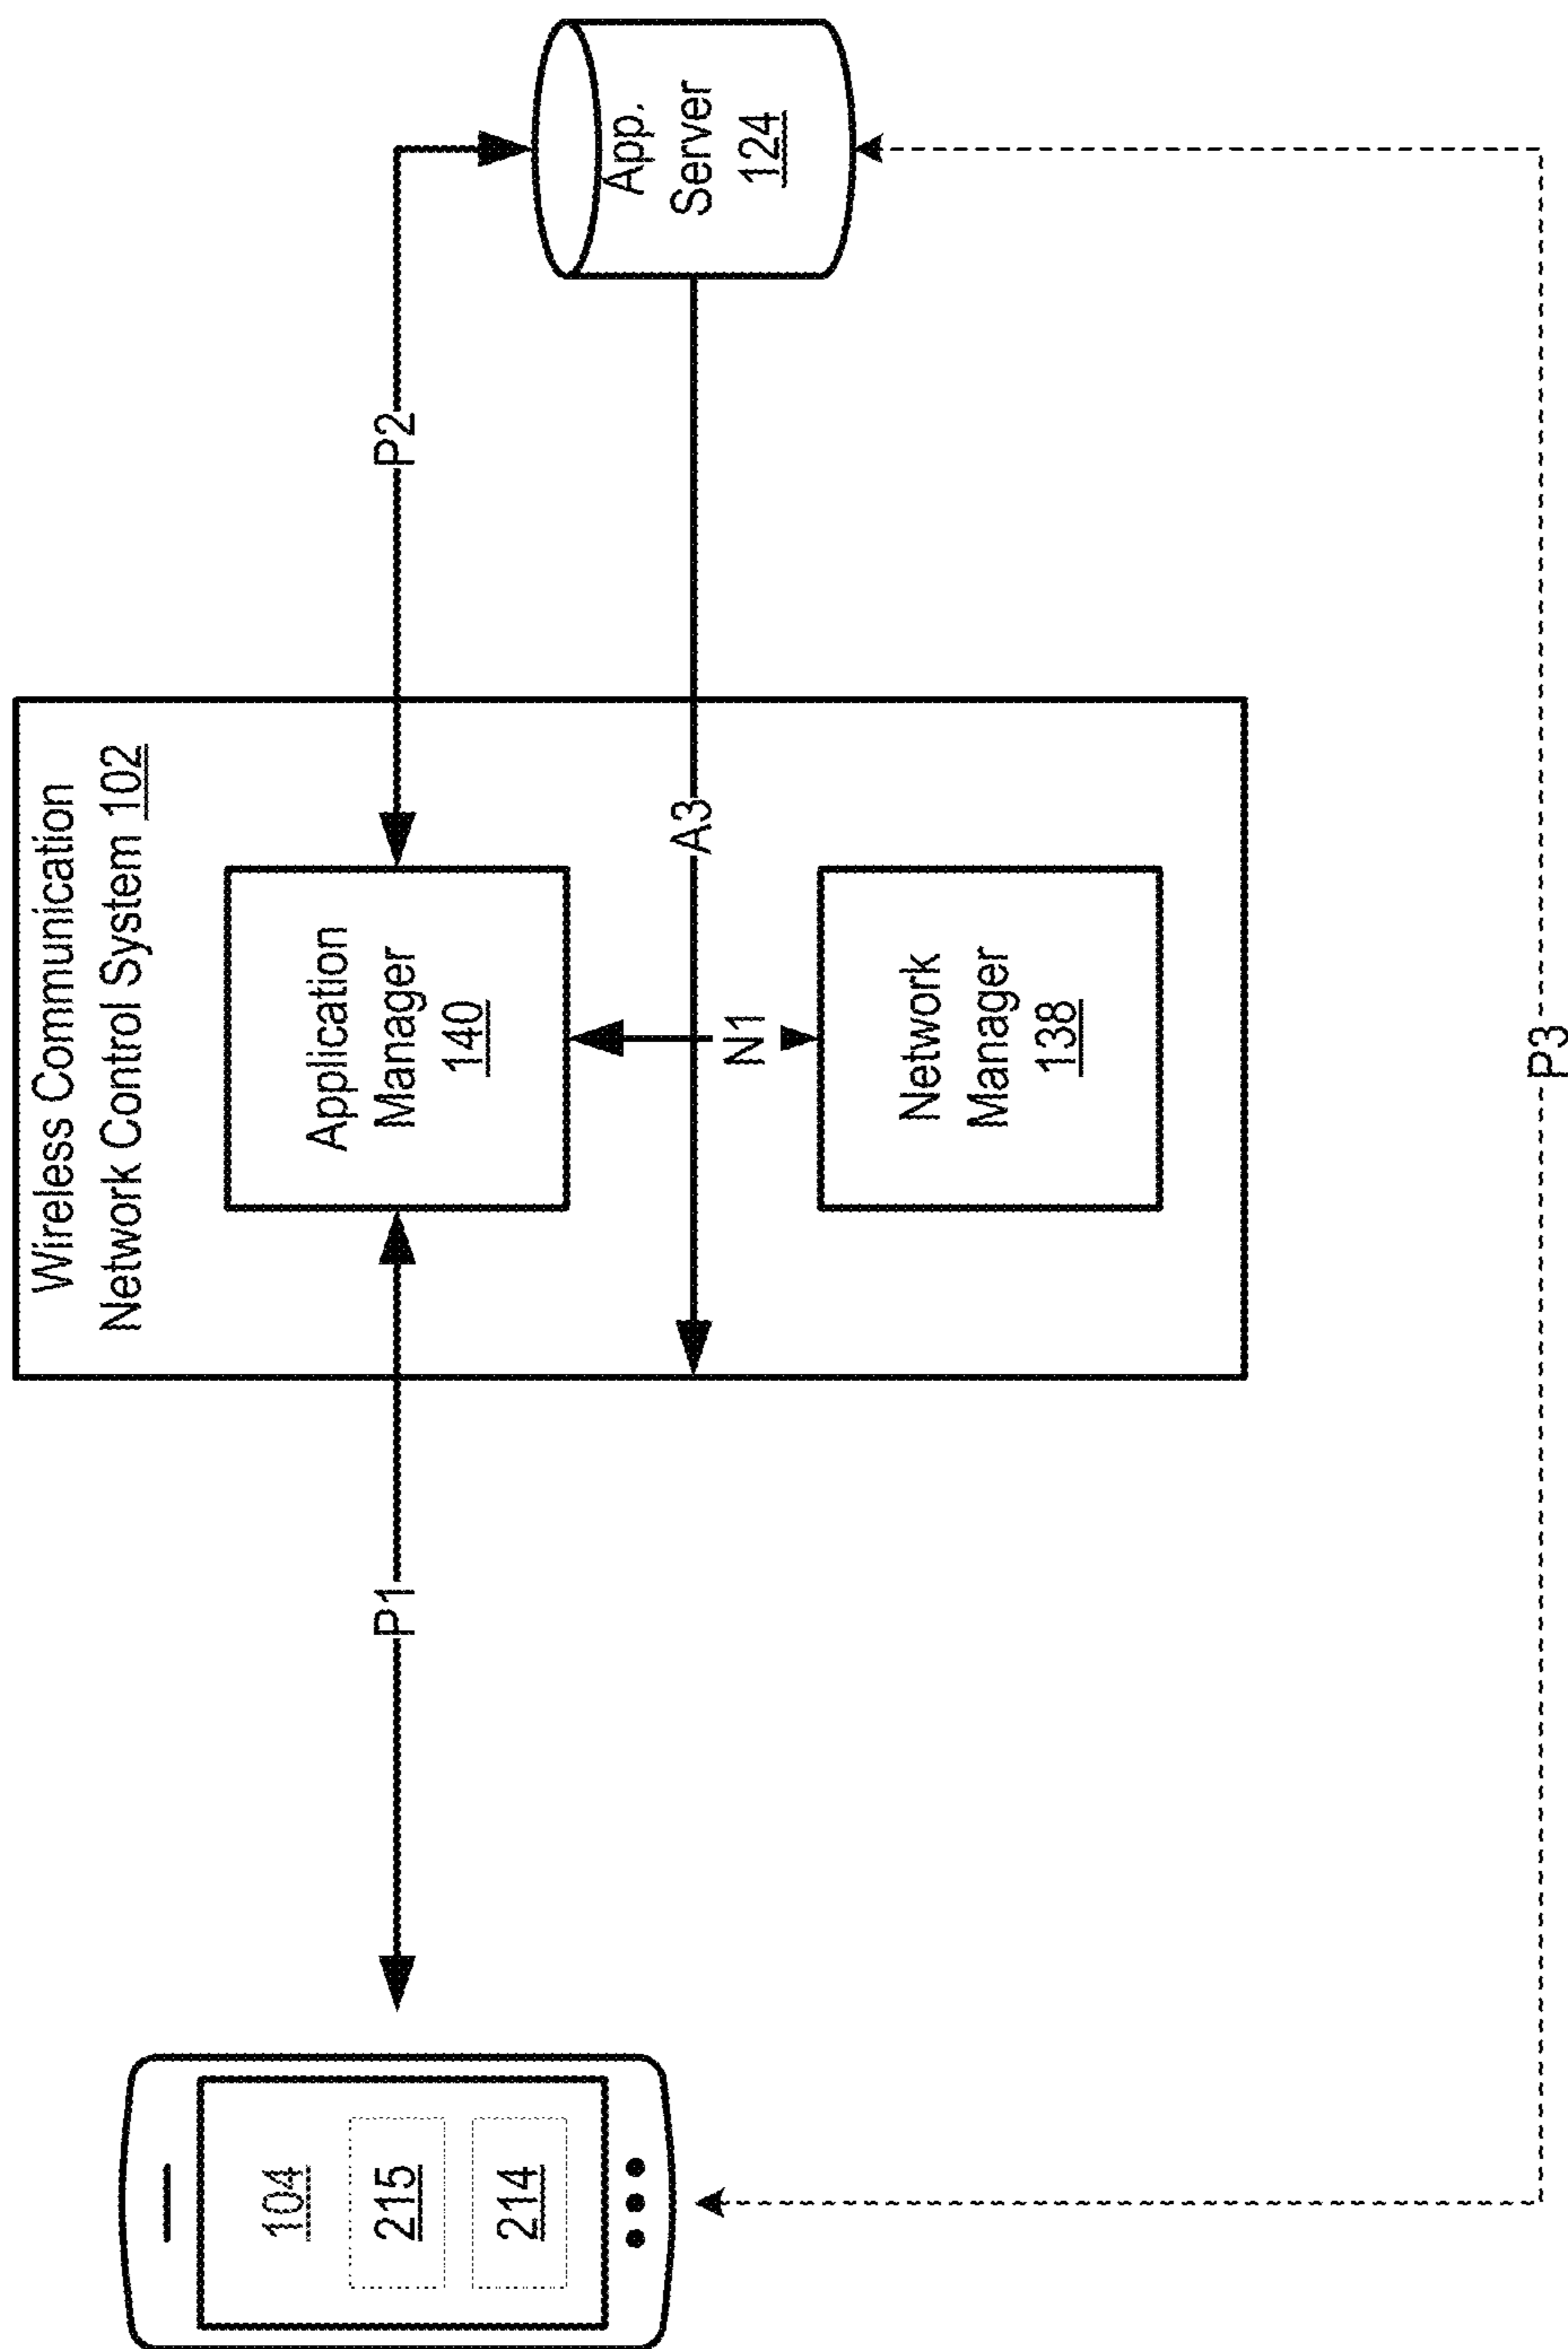 Wireless Communication
Network Control System 102
104
215
214
P1
Application
Manager
140
P2
App.
Server
124
A3
N1
Network
Manager
138
P3